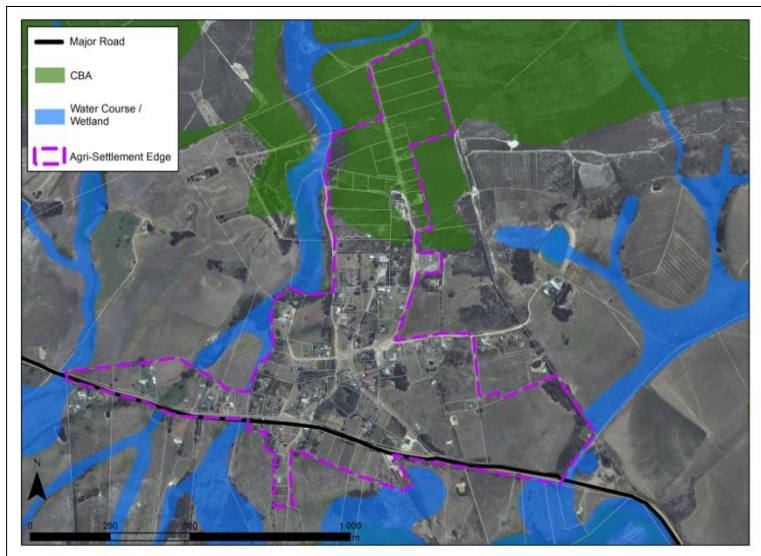 Major Road
CBA
Water Course /
Wetland
Agri-Settlement Edge
N
0 250 500 1 000
m